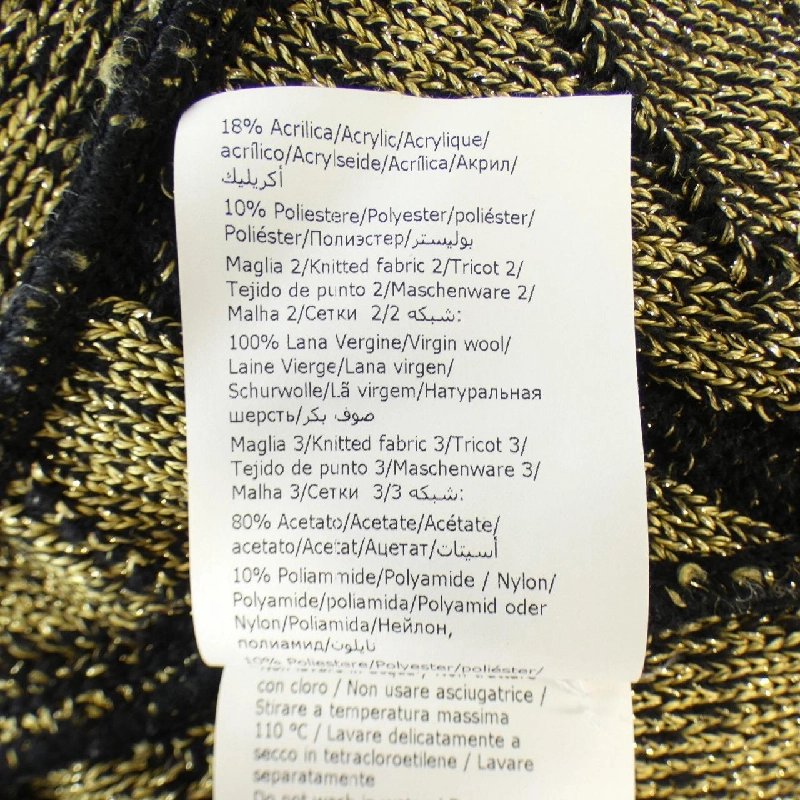 18% Acrilica/Acrylic/Acrylique/
acrílico/Acrylseide/Acrílica/Акрил/
أكريليك
10% Poliestere/Polyester/poliéster/
Poliéster/Полиэстер/بوليستر
Maglia 2/Knitted fabric 2/Tricot 2/
Tejido de punto 2/Maschenware 2/
Malha 2/Сетки 2/2 شبكه:
100% Lana Vergine/Virgin wool/
Laine Vierge/Lana virgen/
Schurwolle/Lã virgem/Натуральная
шерсть/صوف بكر
Maglia 3/Knitted fabric 3/Tricot 3/
Tejido de punto 3/Maschenware 3/
Malha 3/Сетки 3/3 شبكه:
80% Acetato/Acetate/Acétate/
acetato/Acetat/Ацетат/أسيتات
10% Poliammide/Polyamide / Nylon/
Polyamide/poliamida/Polyamid oder
Nylon/Poliamida/Нейлон,
полиамид/نايلون
10% Poliestere/Polyester/poliéster/
con cloro / Non usare asciugatrice /
Stirare a temperatura massima
110 °C / Lavare delicatamente a
secco in tetracloroetilene / Lavare
separatamente